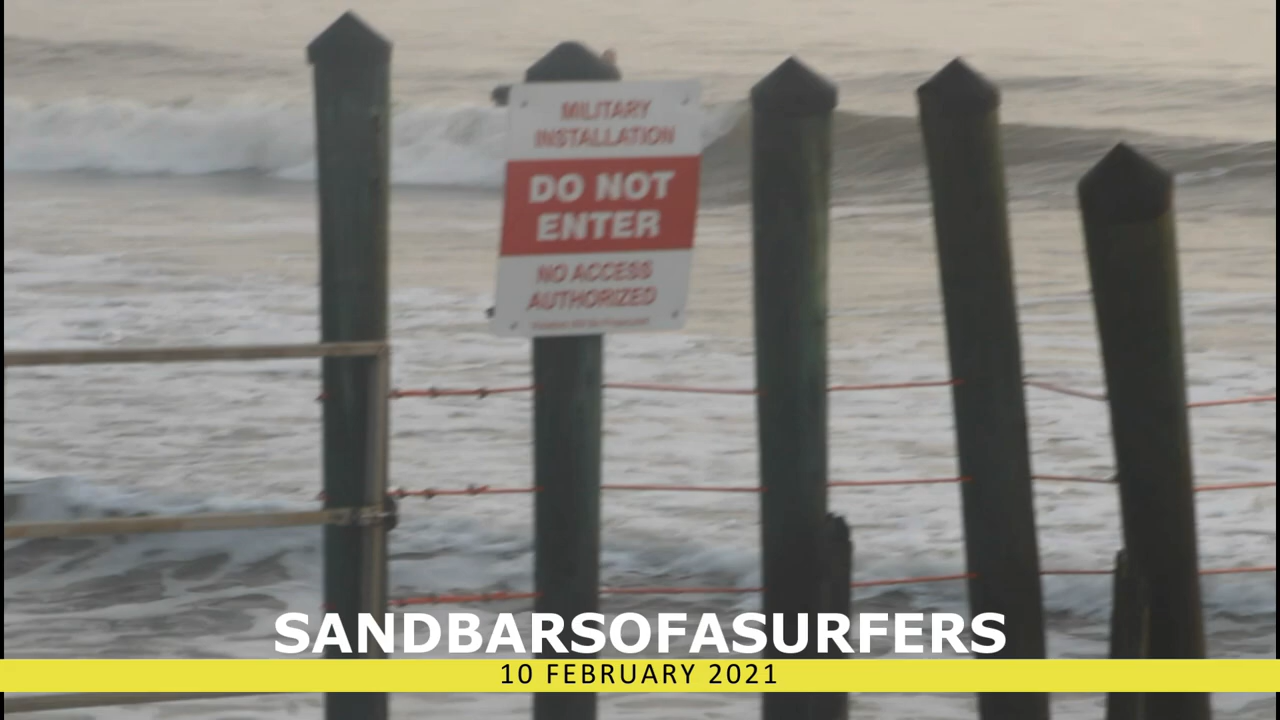 MILITARY
INSTALLATION
DO NOT
ENTER
NO ACCESS
AUTHORIZED
SANDBARSOFASURFERS
10 FEBRUARY 2021